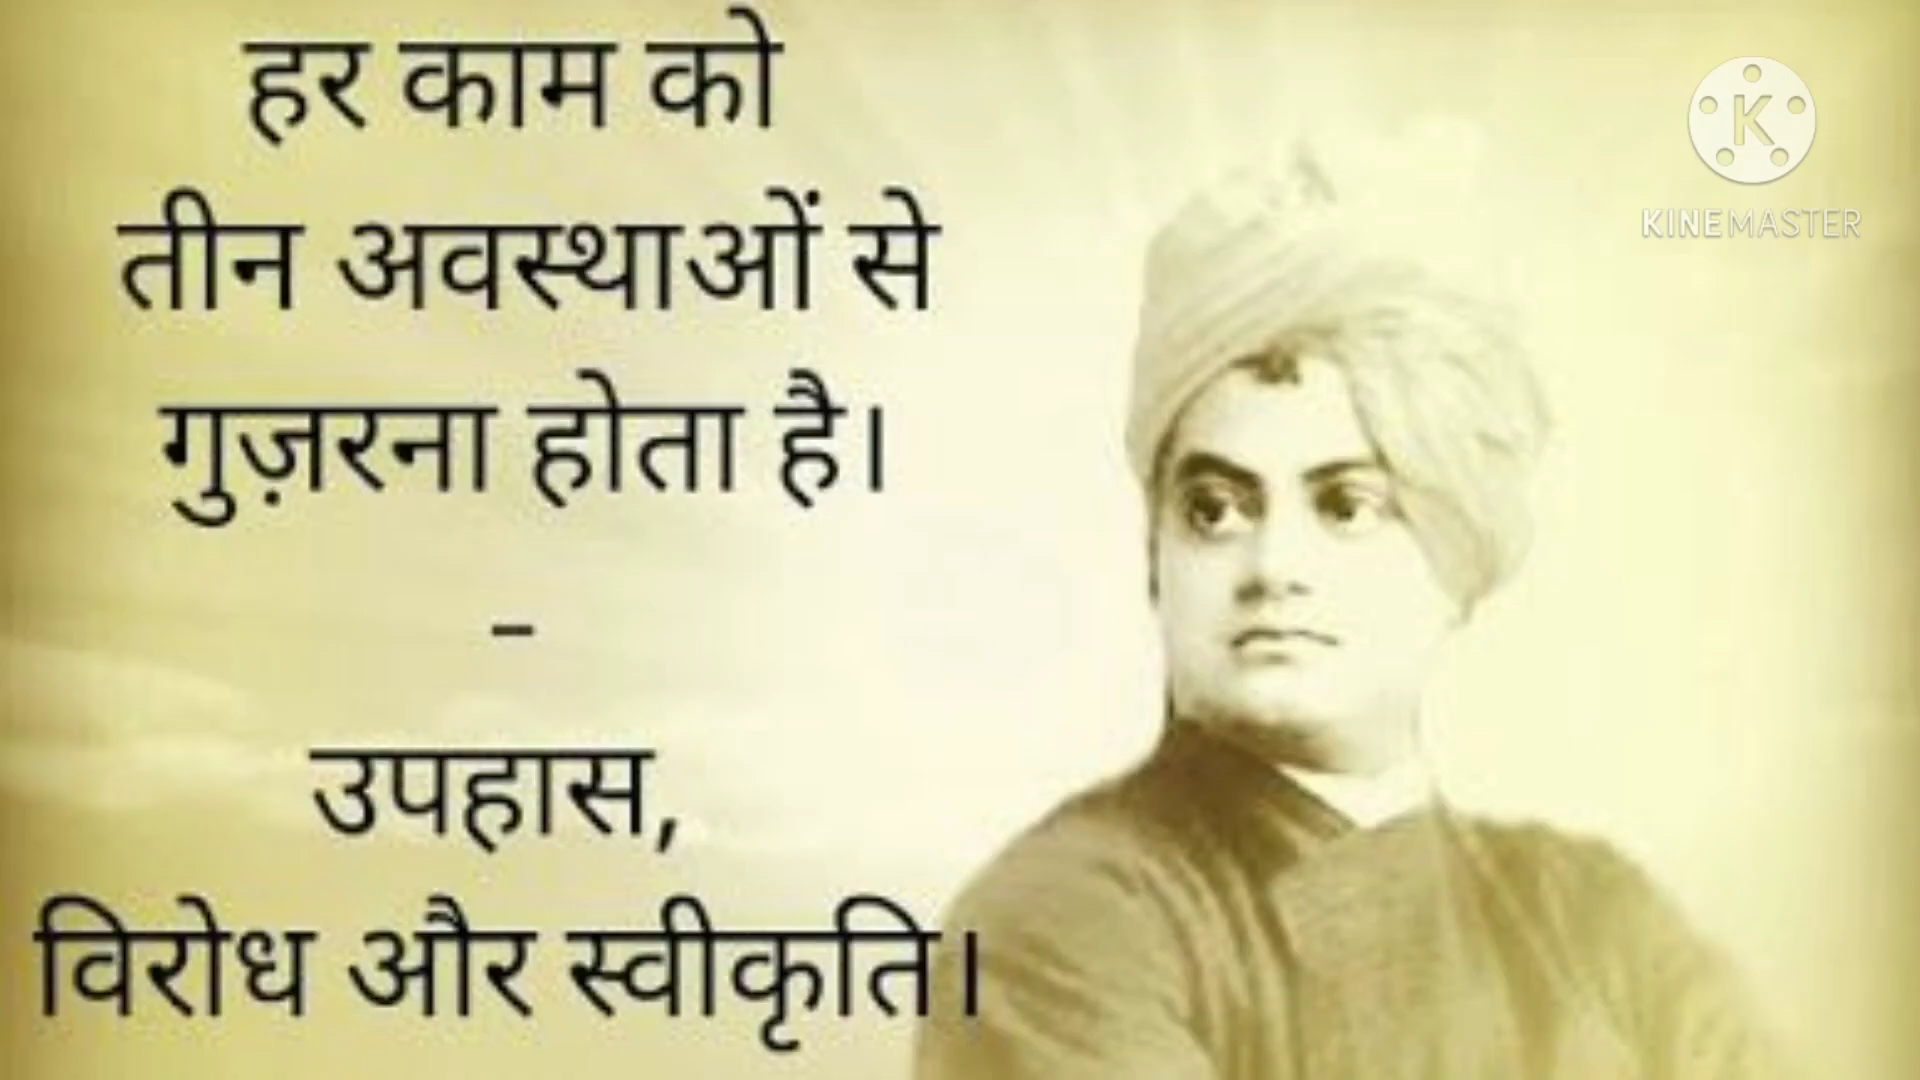 हर काम को
तीन अवस्थाओं से
गुज़रना होता है।
-
उपहास,
विरोध और स्वीकृति।
K
KINEMASTER